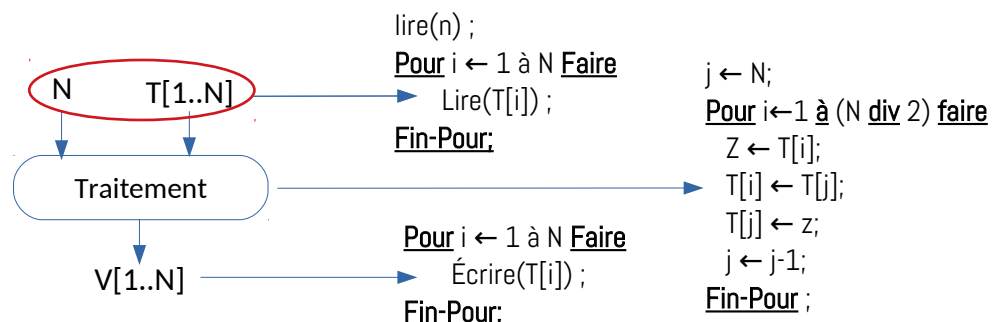 N T[1..N]
Traitement
V[1..N]
lire(n) ;
Pour i ← 1 à N Faire
Lire(T[i]) ;
Fin-Pour;
Pour i ← 1 à N Faire
Écrire(T[i]) ;
Fin-Pour;
j ← N;
Pour i←1 à (N div 2) faire
Z ← T[i];
T[i] ← T[j];
T[j] ← z;
j ← j-1;
Fin-Pour ;